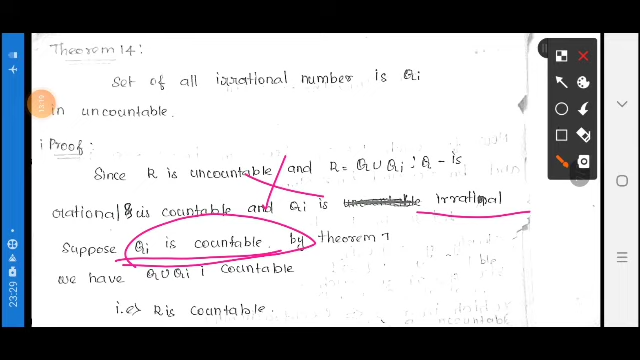 Theorem 14:
Set of all irrational number is Qi
in uncountable.
Proof:
Since R is uncountable and R = Q ∪ Qi : Q - is
rational / & is countable and Qi is uncountable irrational
Suppose Qi is countable by theorem 7
we have Q ∪ Qi i countable
i.e> R is countable.
23:29